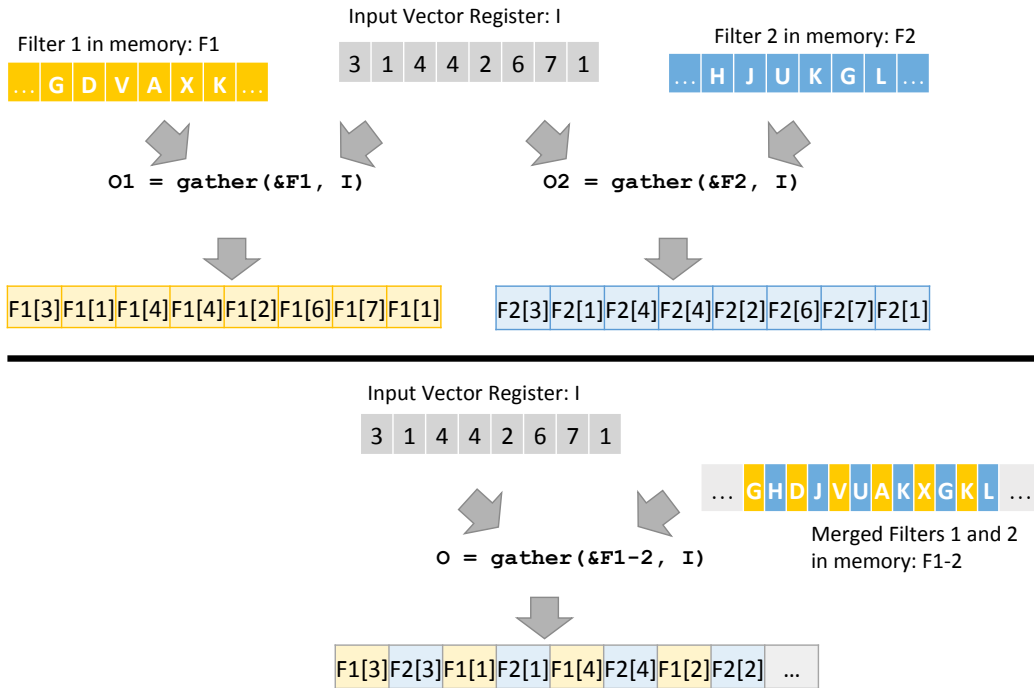 Input Vector Register: I
Filter 1 in memory: F1
Filter 2 in memory: F2
3 1 4 4 2 6 7 1
... G D V A X K ...
... H J U K G L ...
O1 = gather(&F1, I)
O2 = gather(&F2, I)
F1[3] F1[1] F1[4] F1[4] F1[2] F1[6] F1[7] F1[1]
F2[3] F2[1] F2[4] F2[4] F2[2] F2[6] F2[7] F2[1]
Input Vector Register: I
3 1 4 4 2 6 7 1
... G H D J V U A K X G K L ...
Merged Filters 1 and 2
in memory: F1-2
O = gather(&F1-2, I)
F1[3] F2[3] F1[1] F2[1] F1[4] F2[4] F1[2] F2[2] ...